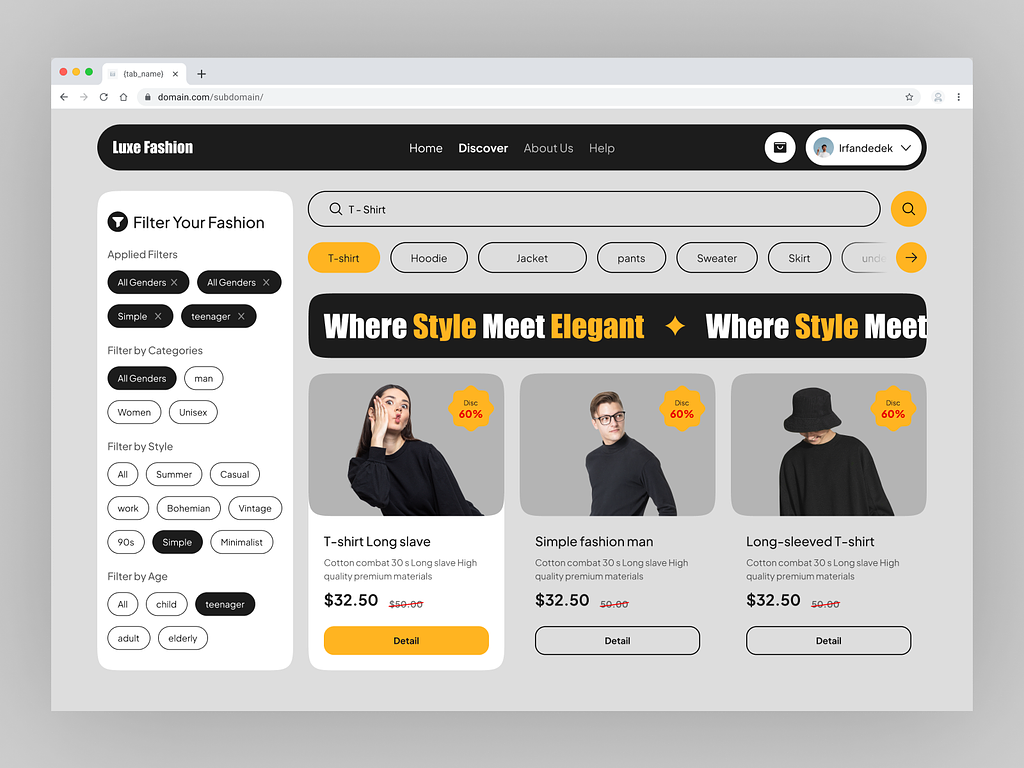 {tab_name}
domain.com/subdomain/
Luxe Fashion
Home Discover About Us Help
Irfandedek
Filter Your Fashion
Applied Filters
All Genders X All Genders X
Simple X teenager X
Filter by Categories
All Genders man
Women Unisex
Filter by Style
All Summer Casual
work Bohemian Vintage
90s Simple Minimalist
Filter by Age
All child teenager
adult elderly
T - Shirt
T-shirt Hoodie Jacket pants Sweater Skirt unde
Where Style Meet Elegant Where Style Meet
Disc
60%
T-shirt Long slave
Cotton combat 30 s Long slave High
quality premium materials
$32.50 $50.00
Detail
Disc
60%
Simple fashion man
Cotton combat 30 s Long slave High
quality premium materials
$32.50 50.00
Detail
Disc
60%
Long-sleeved T-shirt
Cotton combat 30 s Long slave High
quality premium materials
$32.50 50.00
Detail